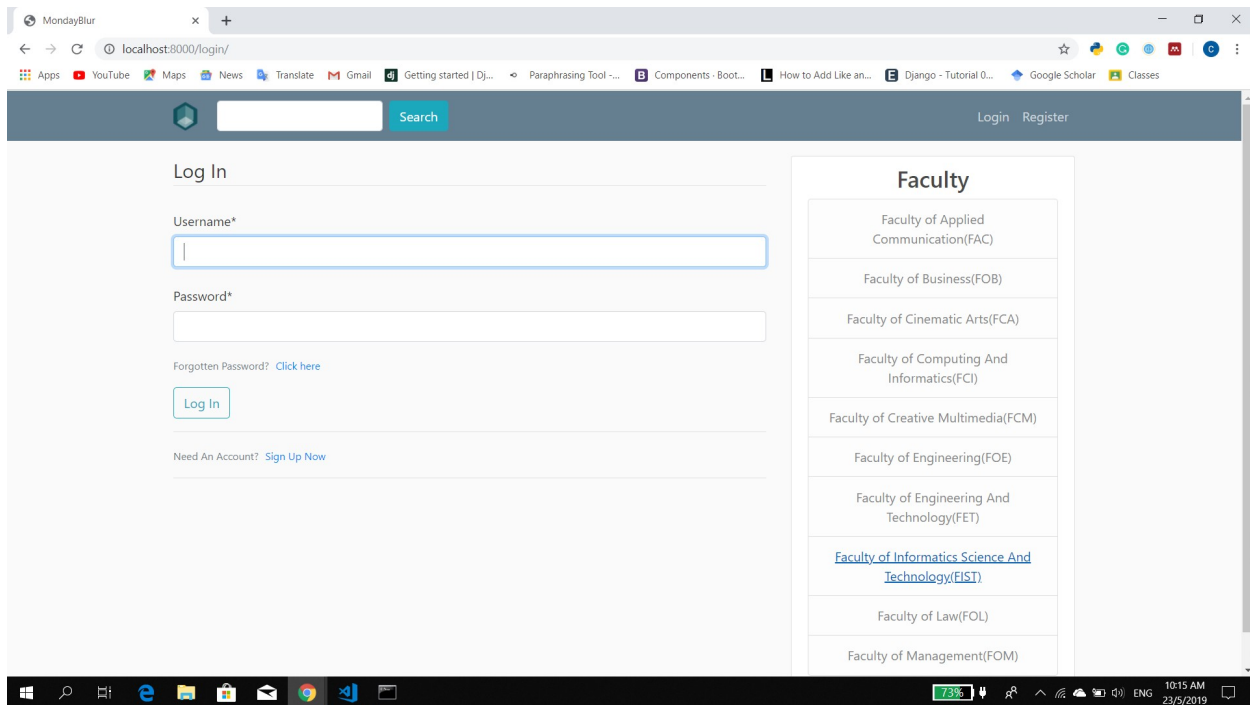 MondayBlur
localhost:8000/login/
Apps YouTube Maps News Translate Gmail Getting started | Dj... Paraphrasing Tool -... Components · Boot... How to Add Like an... Django - Tutorial 0... Google Scholar Classes
Search
Login Register
Log In
Username*
Password*
Forgotten Password? Click here
Log In
Need An Account? Sign Up Now
Faculty
Faculty of Applied
Communication(FAC)
Faculty of Business(FOB)
Faculty of Cinematic Arts(FCA)
Faculty of Computing And
Informatics(FCI)
Faculty of Creative Multimedia(FCM)
Faculty of Engineering(FOE)
Faculty of Engineering And
Technology(FET)
Faculty of Informatics Science And
Technology(FIST)
Faculty of Law(FOL)
Faculty of Management(FOM)
73% ENG 10:15 AM
23/5/2019